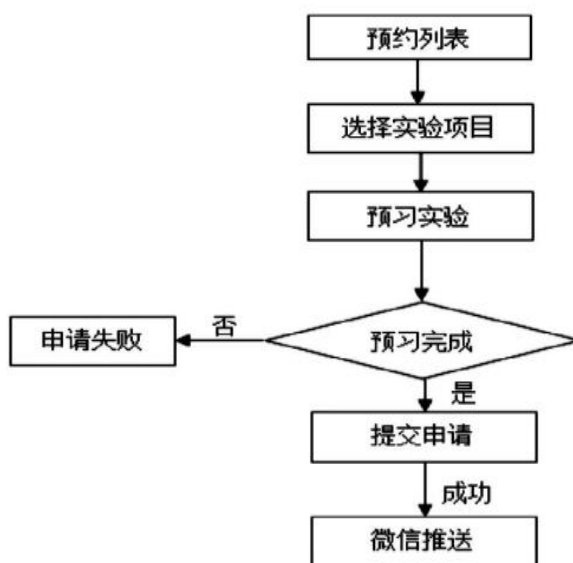 预约列表
选择实验项目
预习实验
申请失败
否
预习完成
是
提交申请
成功
微信推送